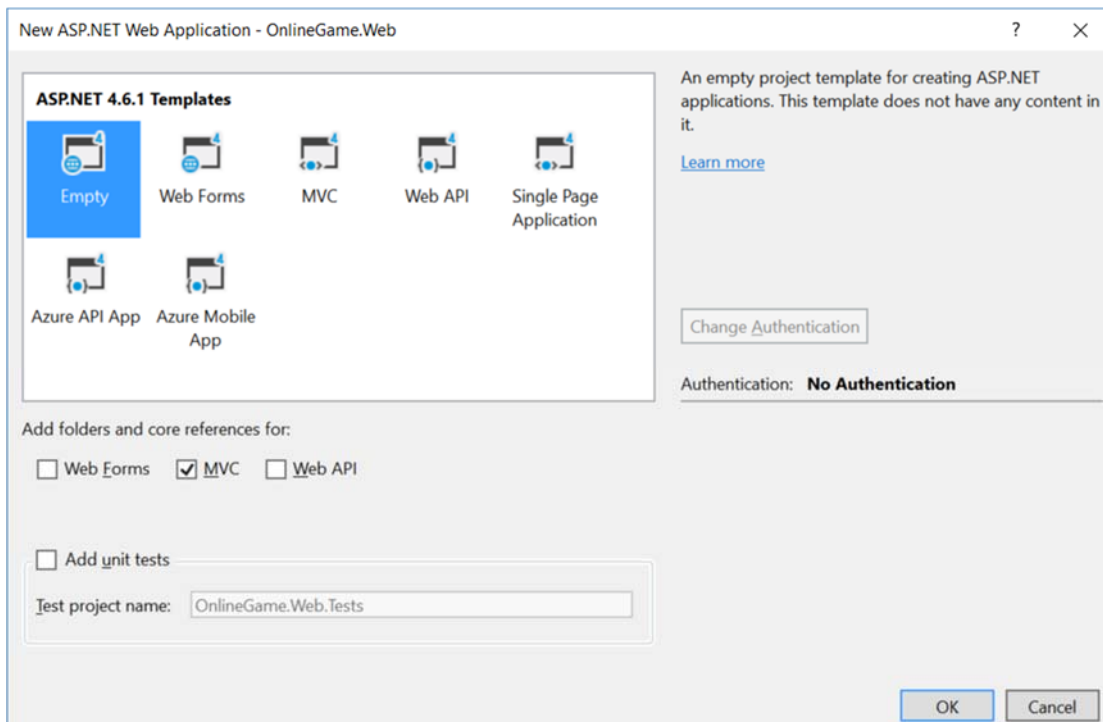 New ASP.NET Web Application - OnlineGame.Web
ASP.NET 4.6.1 Templates
Empty
Web Forms
MVC
Web API
Single Page
Application
Azure API App
Azure Mobile
App
An empty project template for creating ASP.NET
applications. This template does not have any content in
it.
Learn more
Change Authentication
Authentication: No Authentication
Add folders and core references for:
Web Forms
MVC
Web API
Add unit tests
Test project name:
OnlineGame.Web.Tests
OK
Cancel